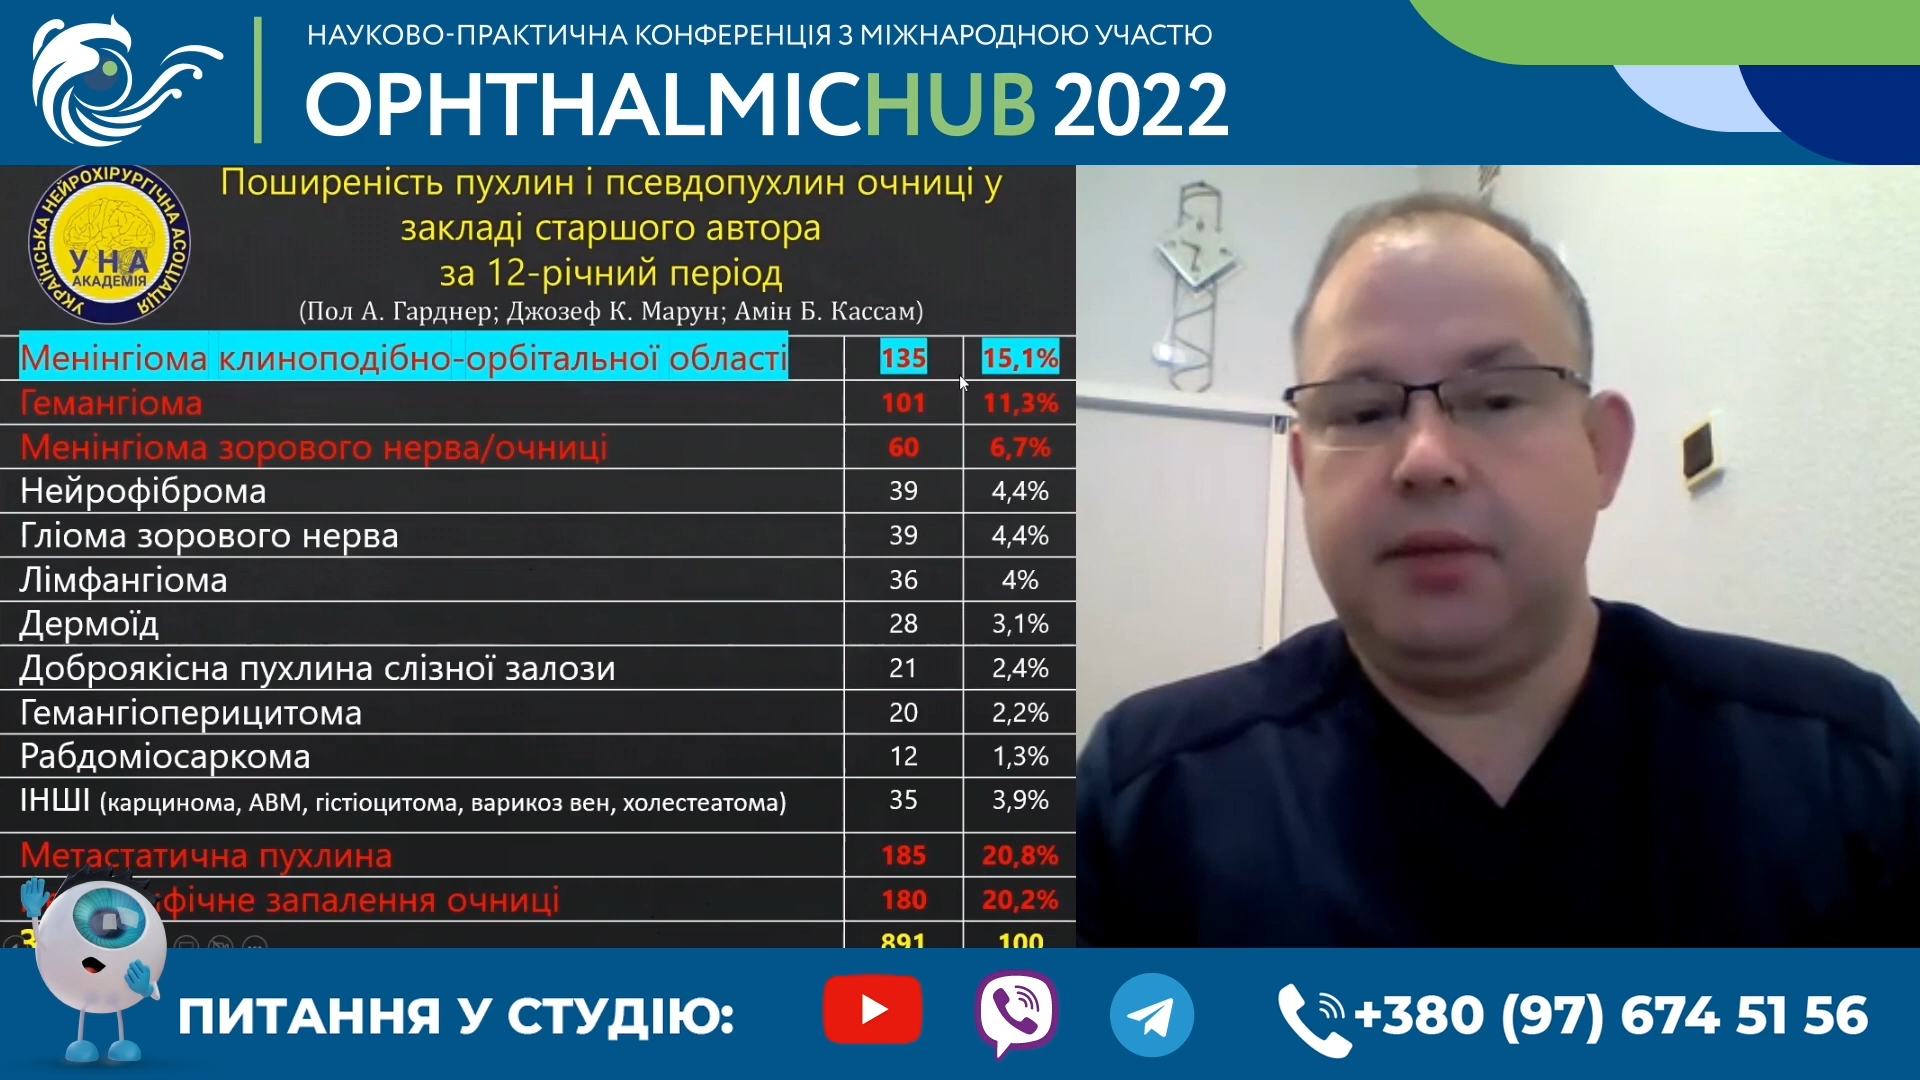 НАУКОВО-ПРАКТИЧНА КОНФЕРЕНЦІЯ З МІЖНАРОДНОЮ УЧАСТЮ
OPHTHALMICHUB 2022
УКРАЇНСЬКА НЕЙРОХІРУРГІЧНА АСОЦІАЦІЯ
У Н А
АКАДЕМІЯ
Поширеність пухлин і псевдопухлин очниці у
закладі старшого автора
за 12-річний період
(Пол А. Гарднер; Джозеф К. Марун; Амін Б. Кассам)
Менінгіома клиноподібно-орбітальної області 135 15,1%
Гемангіома 101 11,3%
Менінгіома зорового нерва/очниці 60 6,7%
Нейрофіброма 39 4,4%
Гліома зорового нерва 39 4,4%
Лімфангіома 36 4%
Дермоїд 28 3,1%
Доброякісна пухлина слізної залози 21 2,4%
Гемангіоперицитома 20 2,2%
Рабдоміосаркома 12 1,3%
ІНШІ (карцинома, АВМ, гістіоцитома, варикоз вен, холестеатома) 35 3,9%
Метастатична пухлина 185 20,8%
запалення очниці 180 20,2%
891 100
ПИТАННЯ У СТУДІЮ:
+380 (97) 674 51 56